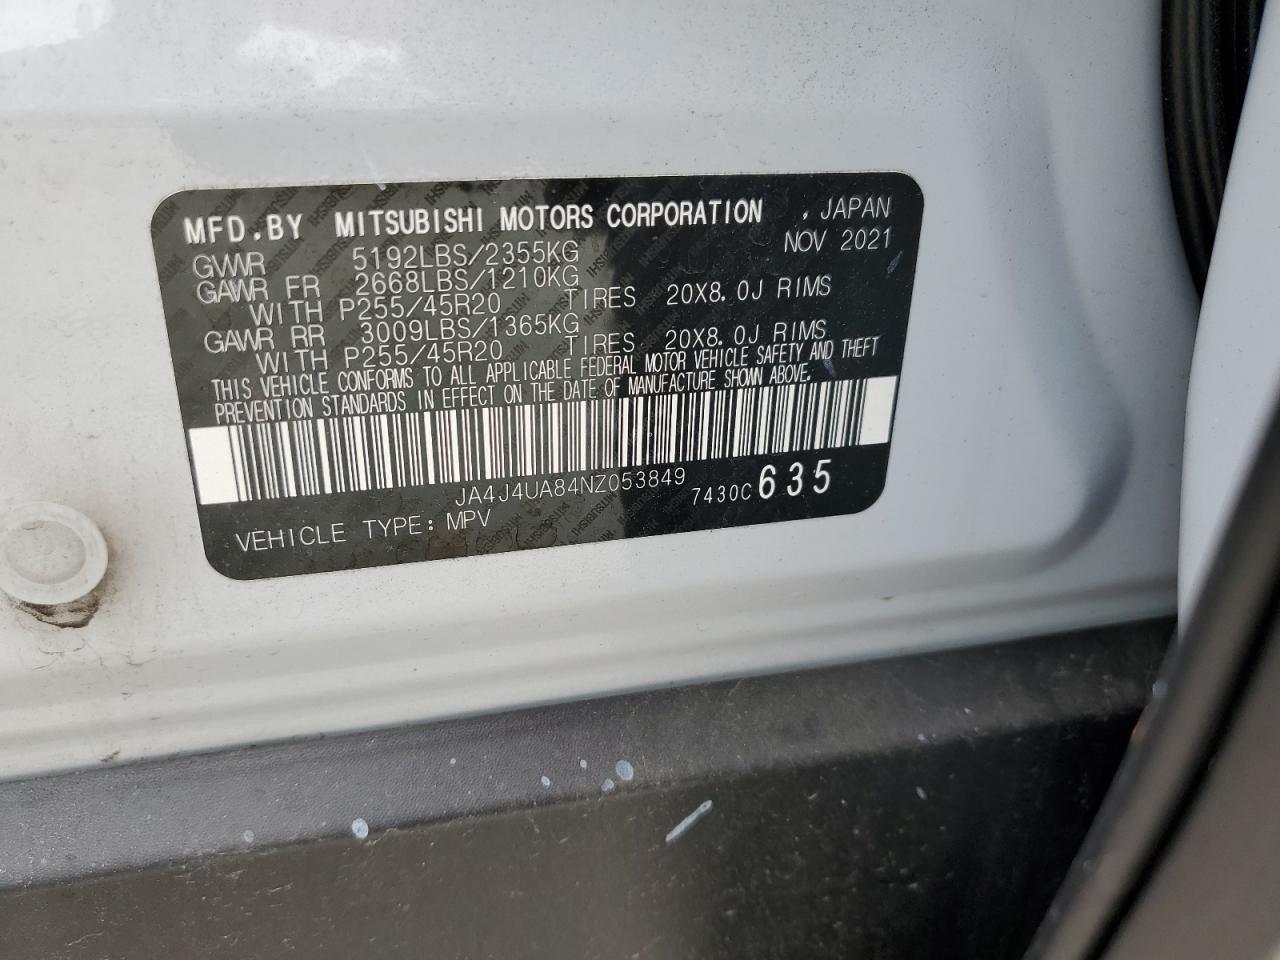 MFD.BY MITSUBISHI MOTORS CORPORATION , JAPAN
GVWR 5192LBS/2355KG NOV 2021
GAWR FR 2668LBS/1210KG
WITH P255/45R20 TIRES 20X8.0J RIMS
GAWR RR 3009LBS/1365KG
WITH P255/45R20 TIRES 20X8.0J RIMS
THIS VEHICLE CONFORMS TO ALL APPLICABLE FEDERAL MOTOR VEHICLE SAFETY AND THEFT
PREVENTION STANDARDS IN EFFECT ON THE DATE OF MANUFACTURE SHOWN ABOVE.
JA4J4UA84NZ053849 7430C 635
VEHICLE TYPE: MPV